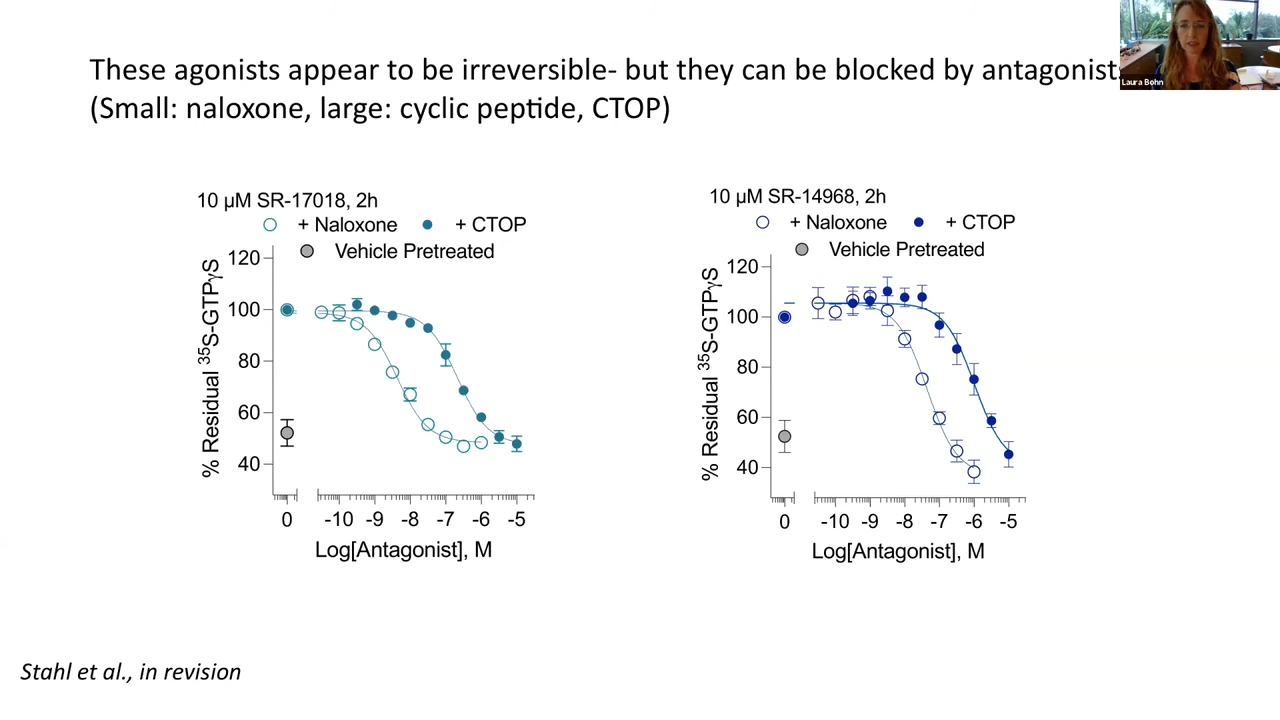 These agonists appear to be irreversible- but they can be blocked by antagonist
(Small: naloxone, large: cyclic peptide, CTOP)
Laura Bohn
10 µM SR-17018, 2h
+ Naloxone + CTOP
Vehicle Pretreated
% Residual ³⁵S-GTPγS
120
100
80
60
40
0 -10 -9 -8 -7 -6 -5
Log[Antagonist], M
10 µM SR-14968, 2h
+ Naloxone + CTOP
Vehicle Pretreated
% Residual ³⁵S-GTPγS
120
100
80
60
40
0 -10 -9 -8 -7 -6 -5
Log[Antagonist], M
Stahl et al., in revision